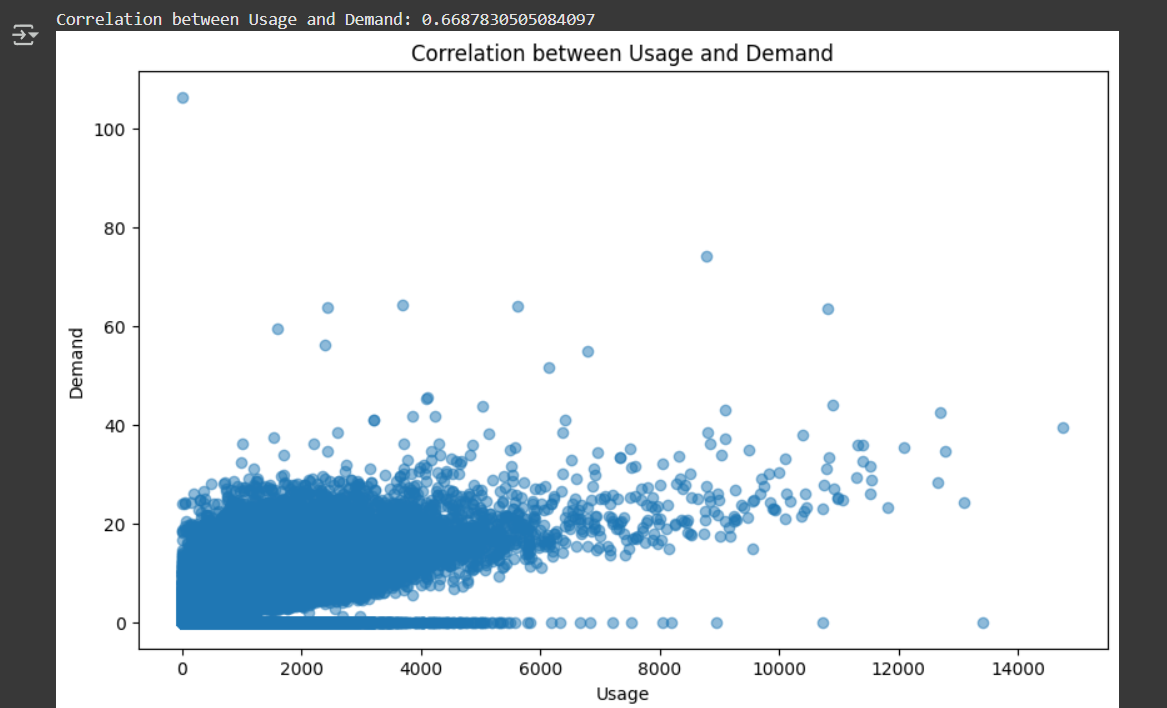 Correlation between Usage and Demand: 0.6687830505084097
Correlation between Usage and Demand
100
80
60
40
20
0
Demand
0 2000 4000 6000 8000 10000 12000 14000
Usage